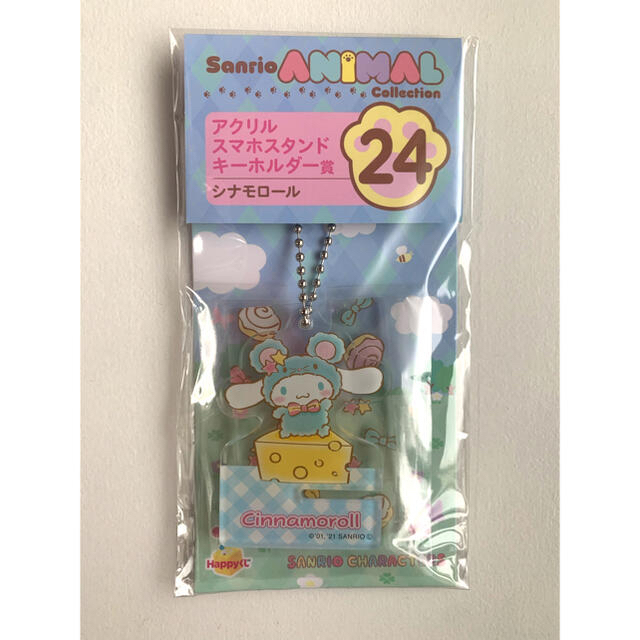 Sanrio ANIMAL
Collection
アクリル
スマホスタンド
キーホルダー賞
シナモロール
24
Cinnamoroll
©'01, '21 SANRIO Ⓛ
Happyくじ
SANRIO CHARACTERS